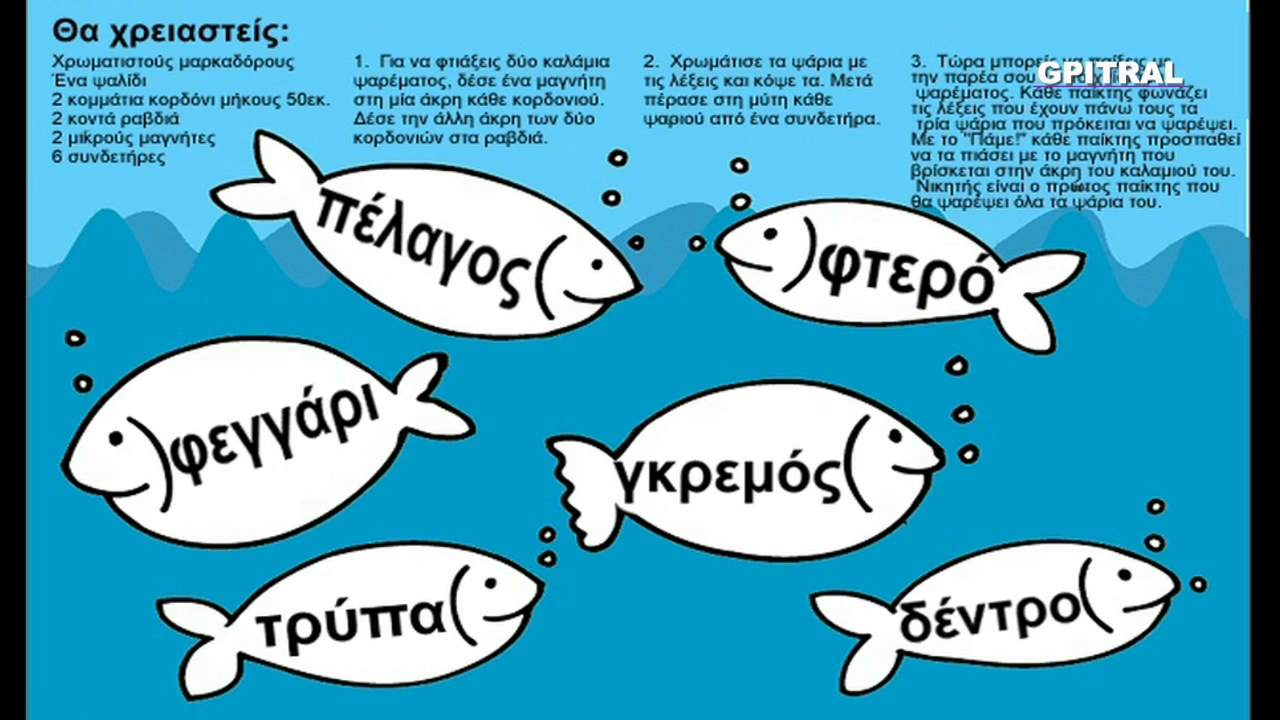 Θα χρειαστείς:
Χρωματιστούς μαρκαδόρους
Ένα ψαλίδι
2 κομμάτια κορδόνι μήκους 50εκ.
2 κοντά ραβδιά
2 μικρούς μαγνήτες
6 συνδετήρες
1. Για να φτιάξεις δύο καλάμια
ψαρέματος, δέσε ένα μαγνήτη
στη μία άκρη κάθε κορδονιού.
Δέσε την άλλη άκρη των δύο
κορδονιών στα ραβδιά.
2. Χρωμάτισε τα ψάρια με
τις λέξεις και κόψε τα. Μετά
πέρασε στη μύτη κάθε
ψαριού από ένα συνδετήρα.
3. Τώρα
την παρέα σου
ψαρέματος. Κάθε παίκτης φωνάζει
τις λέξεις που έχουν πάνω τους τα
τρία ψάρια που πρόκειται να ψαρέψει.
Με το "Πάμε!" κάθε παίκτης προσπαθεί
να τα πιάσει με το μαγνήτη που
βρίσκεται στην άκρη του καλαμιού του.
Νικητής είναι ο πρώτος παίκτης που
θα ψαρέψει όλα τα ψάρια του.
GPITRAL
πέλαγος
φτερό
φεγγάρι
γκρεμός
τρύπα
δέντρο